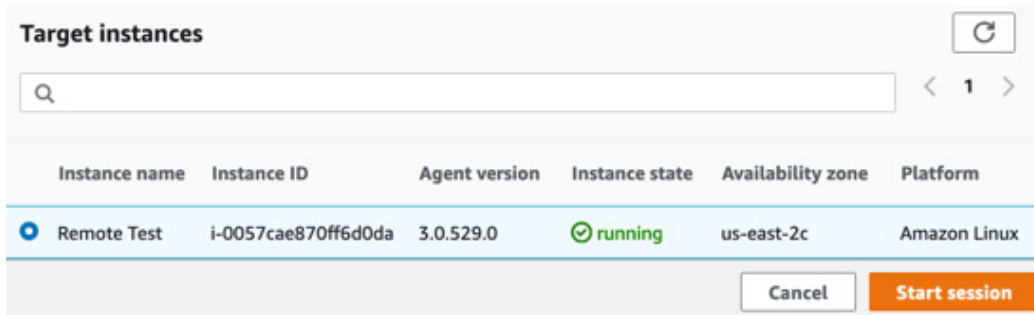 Target instances
1
Instance name Instance ID Agent version Instance state Availability zone Platform
Remote Test i-0057cae870ff6d0da 3.0.529.0 running us-east-2c Amazon Linux
Cancel Start session